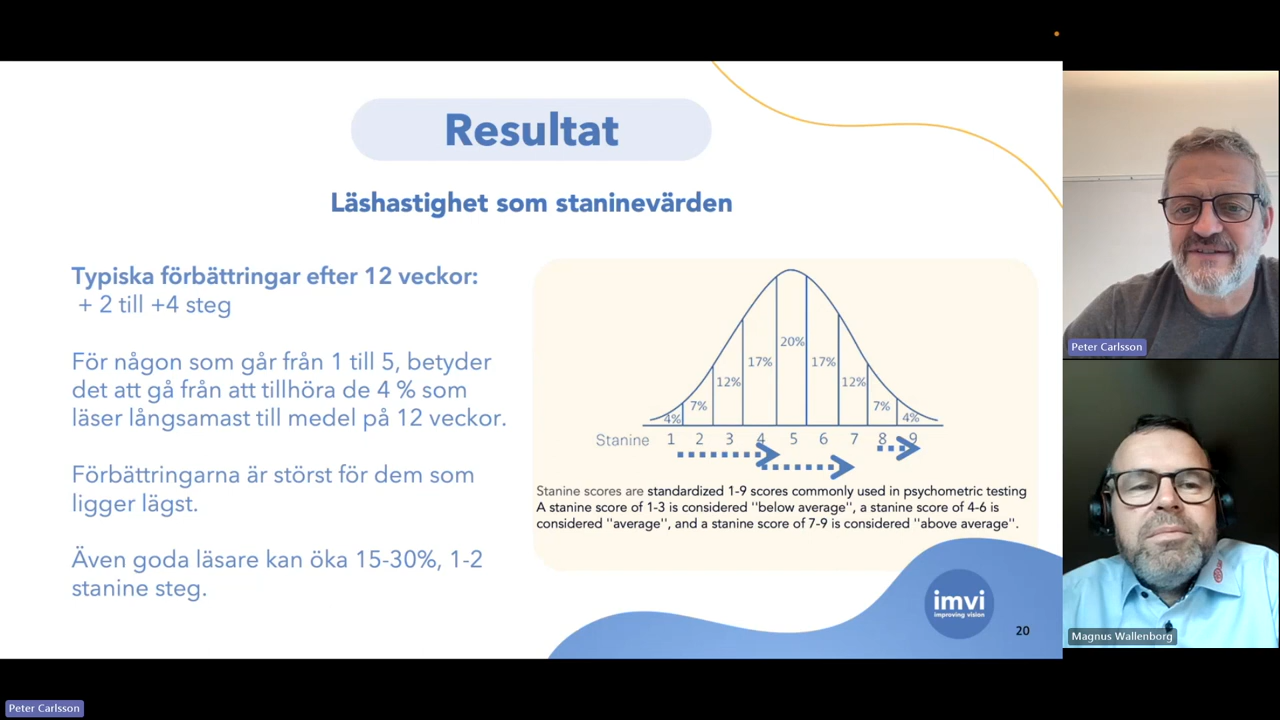 Resultat
Läshastighet som staninevärden
Typiska förbättringar efter 12 veckor:
+ 2 till +4 steg
För någon som går från 1 till 5, betyder
det att gå från att tillhöra de 4 % som
läser långsamast till medel på 12 veckor.
Förbättringarna är störst för dem som
ligger lägst.
Även goda läsare kan öka 15-30%, 1-2
stanine steg.
4% 7% 12% 17% 20% 17% 12% 7% 4%
Stanine 1 2 3 4 5 6 7 8 9
Stanine scores are standardized 1-9 scores commonly used in psychometric testing
A stanine score of 1-3 is considered "below average", a stanine score of 4-6 is
considered "average", and a stanine score of 7-9 is considered "above average".
imvi
improving vision
20
Peter Carlsson
Magnus Wallenborg
Peter Carlsson